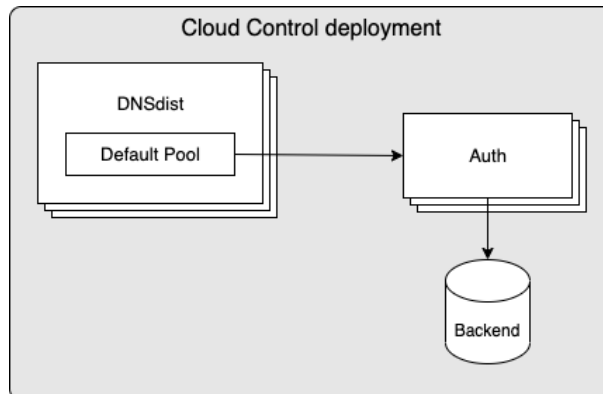 Cloud Control deployment
DNSdist
Default Pool
Auth
Backend